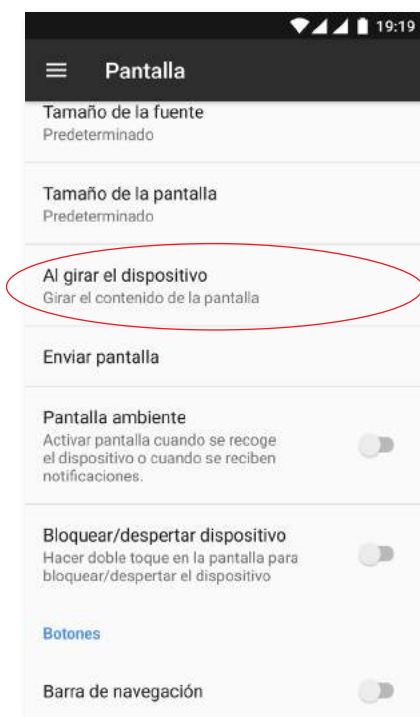 19:19
Pantalla
Tamaño de la fuente
Predeterminado
Tamaño de la pantalla
Predeterminado
Al girar el dispositivo
Girar el contenido de la pantalla
Enviar pantalla
Pantalla ambiente
Activar pantalla cuando se recoge
el dispositivo o cuando se reciben
notificaciones.
Bloquear/despertar dispositivo
Hacer doble toque en la pantalla para
bloquear/despertar el dispositivo
Botones
Barra de navegación